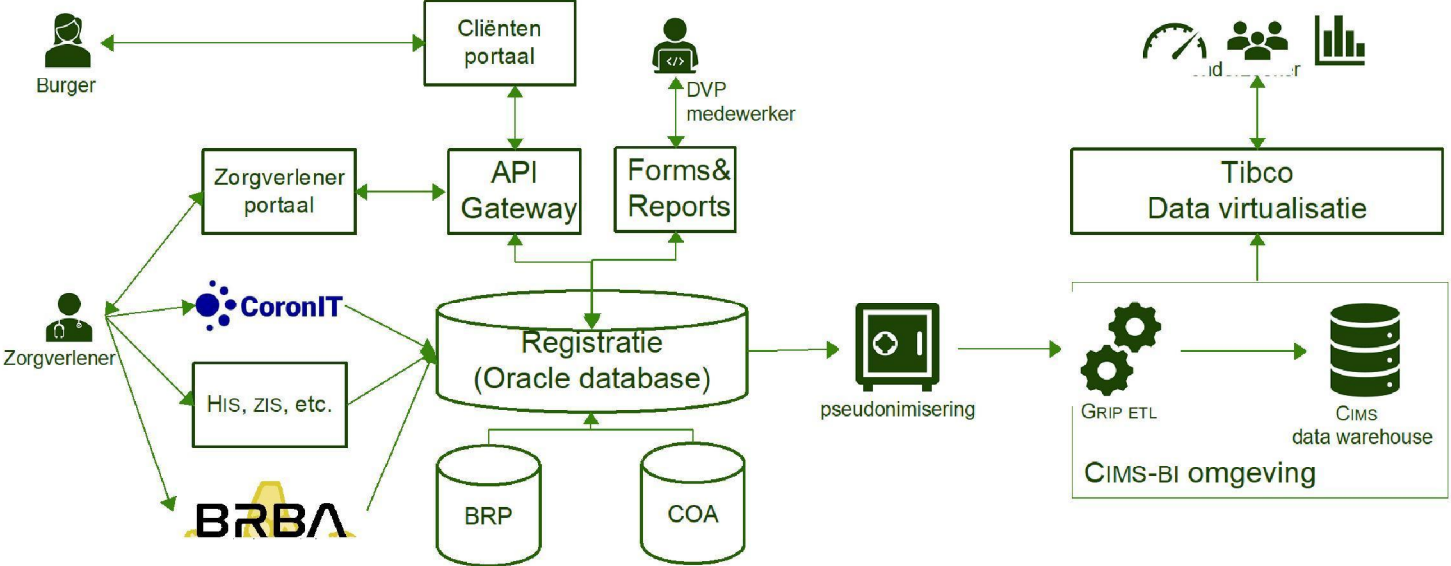 Burger
Cliënten
portaal
DVP
medewerker
Zorgverlener
portaal
API
Gateway
Forms&
Reports
Tibco
Data virtualisatie
Zorgverlener
CoronIT
HIS, ZIS, etc.
BRBA
Registratie
(Oracle database)
BRP
COA
pseudonimisering
GRIP ETL
CIMS
data warehouse
CIMS-BI omgeving